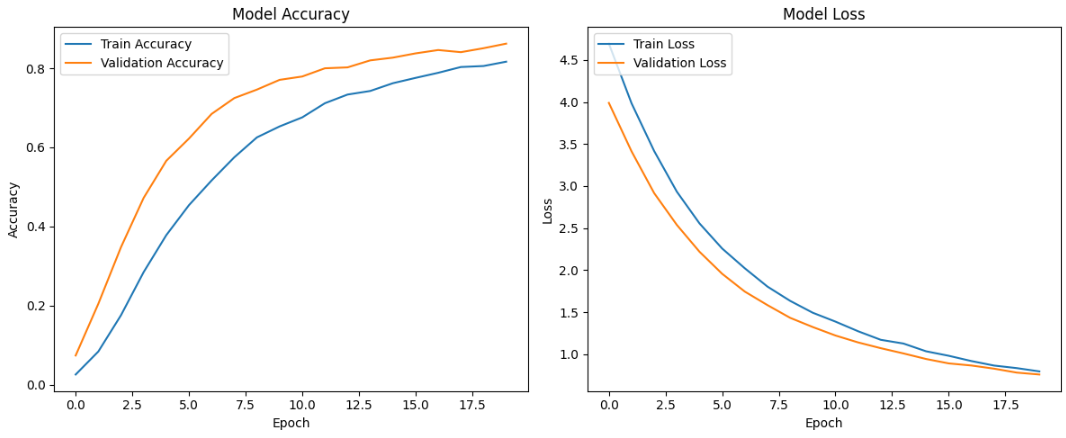 Model Accuracy
Train Accuracy
Validation Accuracy
0.8
0.6
0.4
0.2
0.0
Accuracy
0.0 2.5 5.0 7.5 10.0 12.5 15.0 17.5
Epoch
Model Loss
Train Loss
Validation Loss
4.5
4.0
3.5
3.0
2.5
2.0
1.5
1.0
Loss
0.0 2.5 5.0 7.5 10.0 12.5 15.0 17.5
Epoch